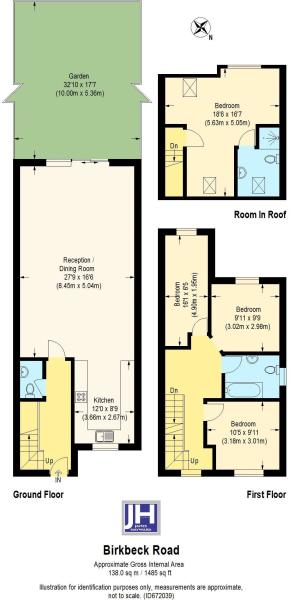 Garden
32'10 x 17'7
(10.00m x 5.36m)
N
Bedroom
18'6 x 16'7
(5.63m x 5.05m)
Dn
Room In Roof
Reception /
Dining Room
27'9 x 16'6
(8.45m x 5.04m)
Bedroom
16'1 x 6'5
(4.90m x 1.95m)
Bedroom
9'11 x 9'9
(3.02m x 2.98m)
Kitchen
12'0 x 8'9
(3.66m x 2.67m)
Up
IN
Dn
Up
Bedroom
10'5 x 9'11
(3.18m x 3.01m)
Ground Floor
First Floor
JH
Birkbeck Road
Approximate Gross Internal Area
138.0 sq m / 1485 sq ft
Illustration for identification purposes only, measurements are approximate,
not to scale. (ID672039)